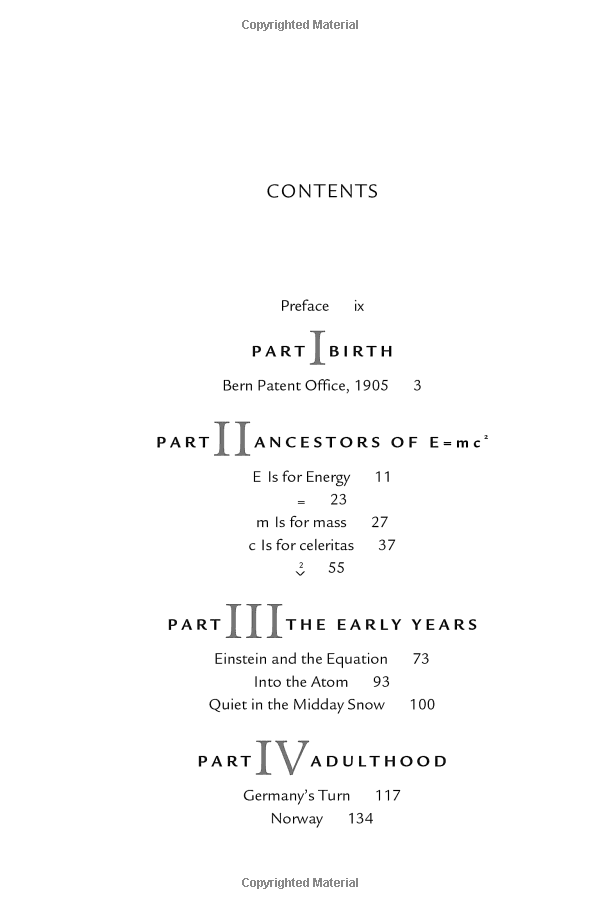 Copyrighted Material
CONTENTS
Preface ix
PART I BIRTH
Bern Patent Office, 1905 3
PART II ANCESTORS OF E=mc²
E Is for Energy 11
= 23
m Is for mass 27
c Is for celeritas 37
² 55
PART III THE EARLY YEARS
Einstein and the Equation 73
Into the Atom 93
Quiet in the Midday Snow 100
PART IV ADULTHOOD
Germany's Turn 117
Norway 134
Copyrighted Material